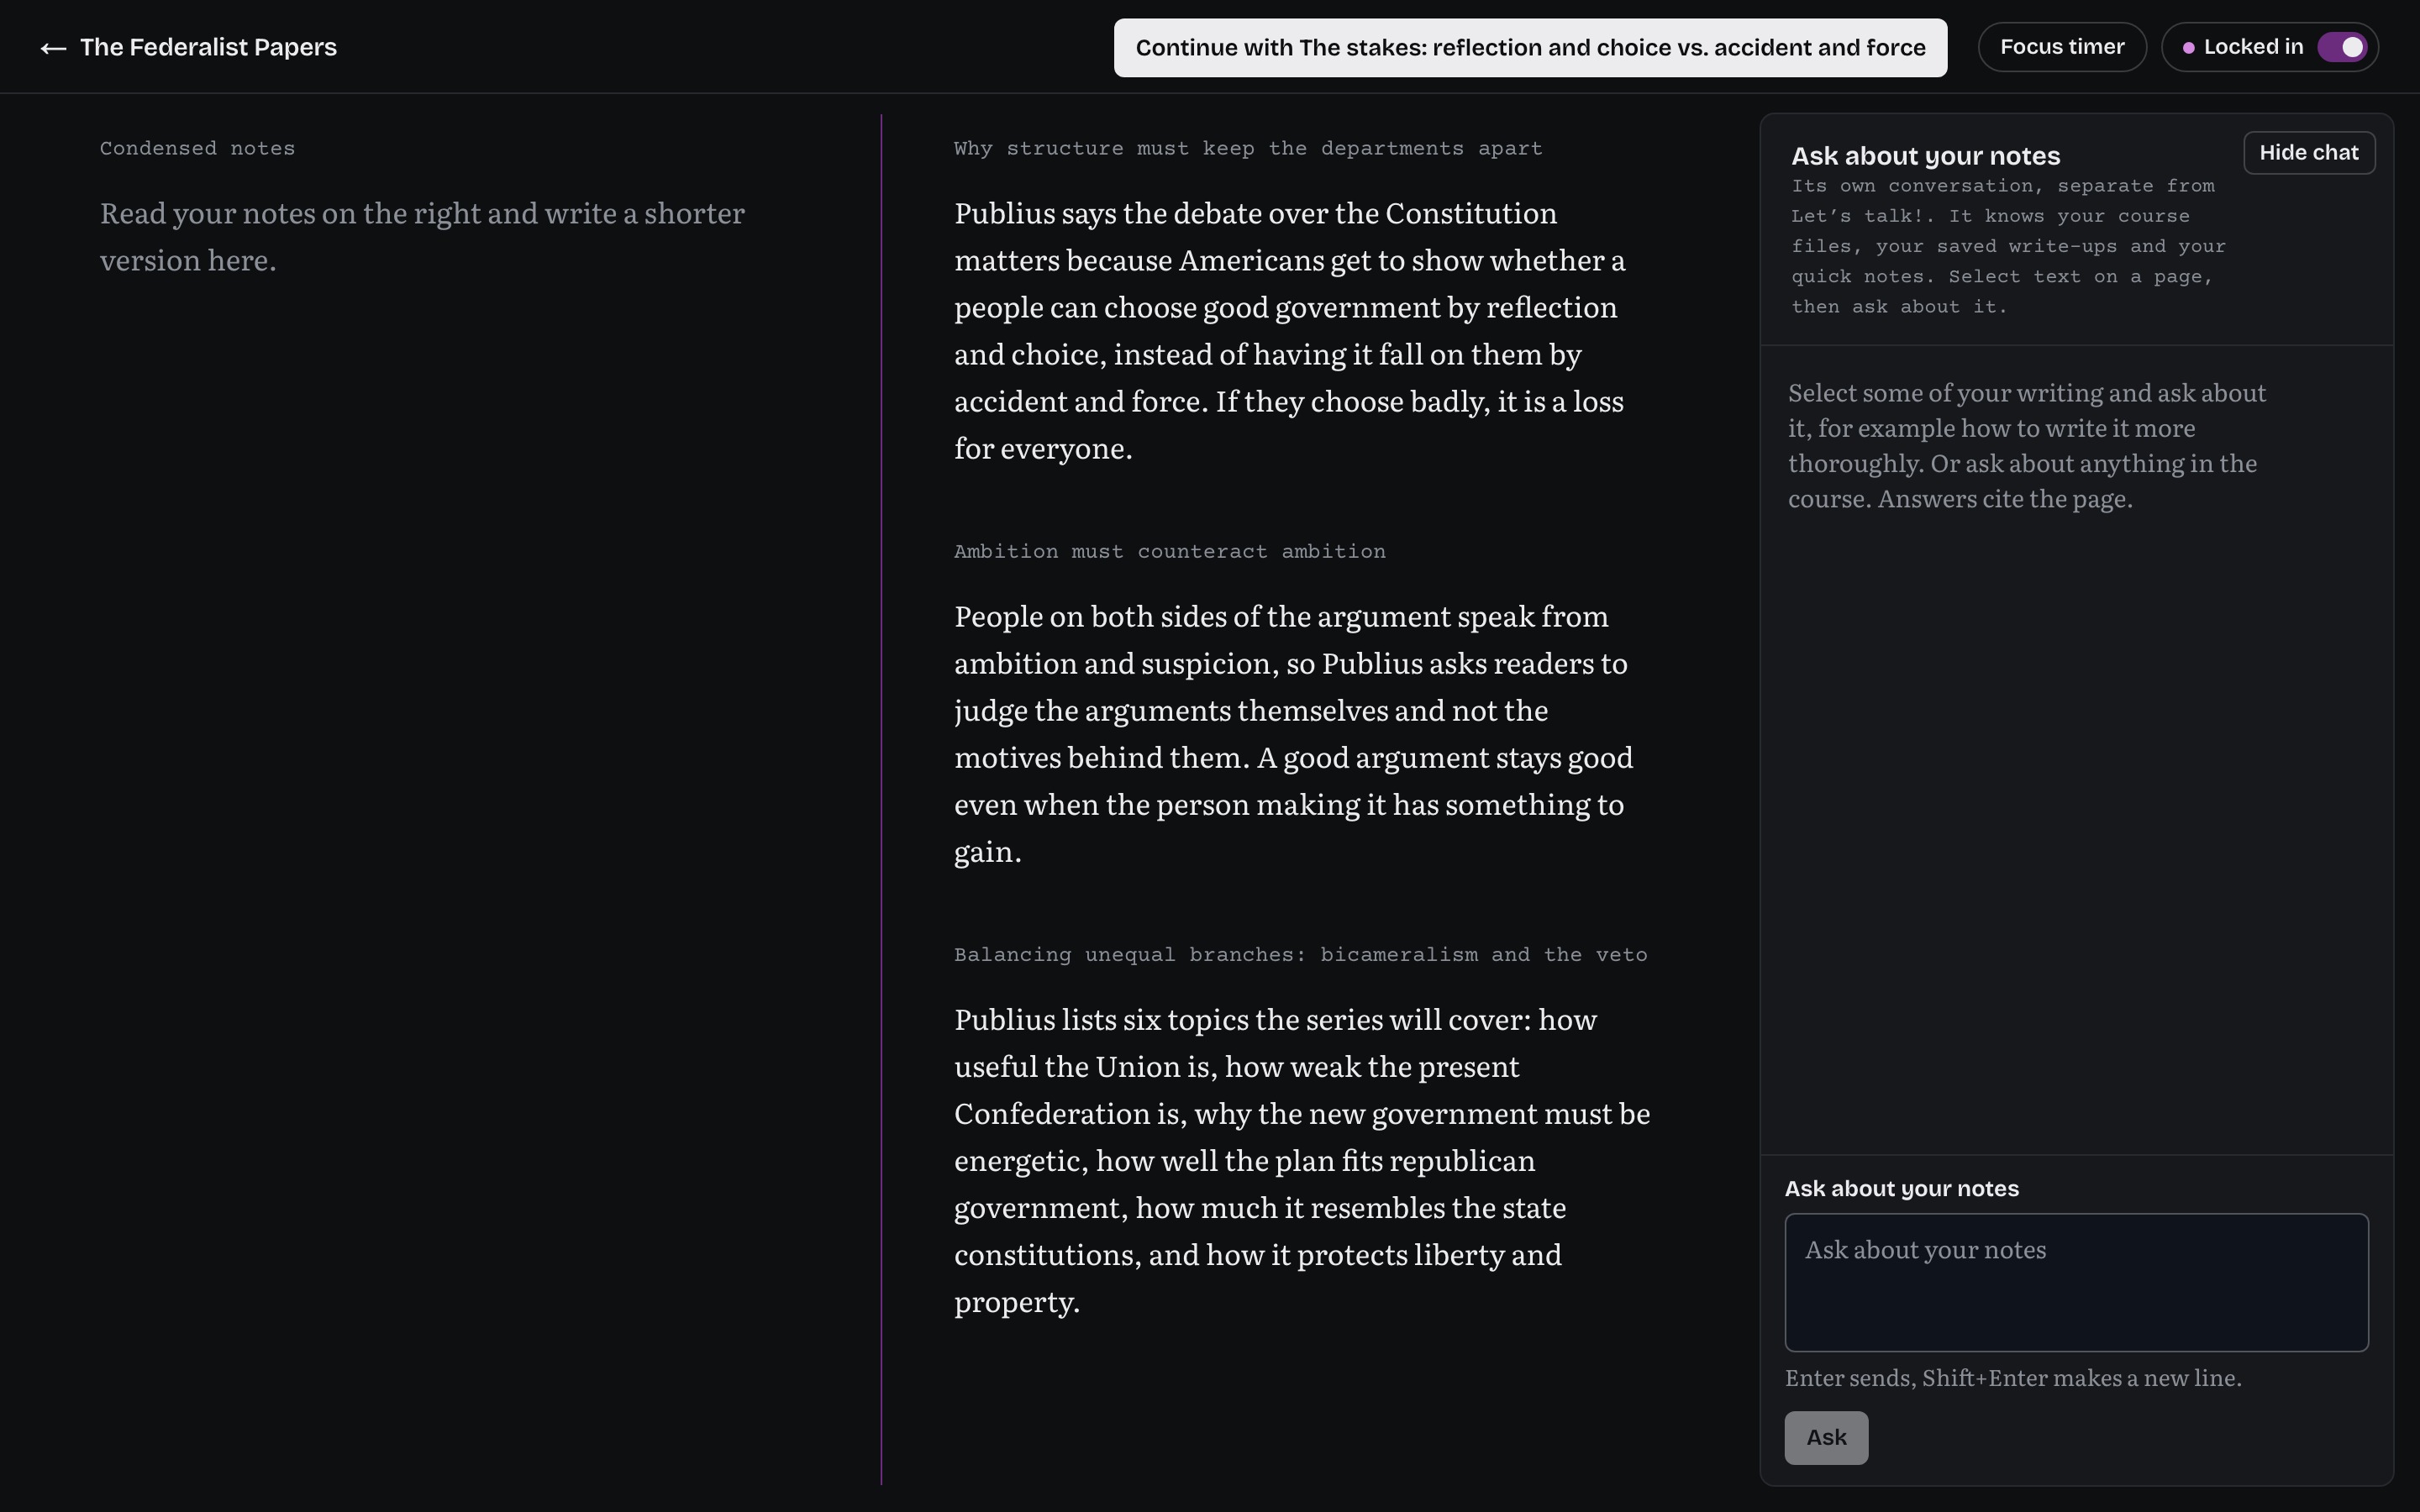 ← The Federalist Papers
Continue with The stakes: reflection and choice vs. accident and force
Focus timer
Locked in
Condensed notes
Read your notes on the right and write a shorter
version here.
Why structure must keep the departments apart
Publius says the debate over the Constitution
matters because Americans get to show whether a
people can choose good government by reflection
and choice, instead of having it fall on them by
accident and force. If they choose badly, it is a loss
for everyone.
Ambition must counteract ambition
People on both sides of the argument speak from
ambition and suspicion, so Publius asks readers to
judge the arguments themselves and not the
motives behind them. A good argument stays good
even when the person making it has something to
gain.
Balancing unequal branches: bicameralism and the veto
Publius lists six topics the series will cover: how
useful the Union is, how weak the present
Confederation is, why the new government must be
energetic, how well the plan fits republican
government, how much it resembles the state
constitutions, and how it protects liberty and
property.
Ask about your notes
Hide chat
Its own conversation, separate from
Let’s talk!. It knows your course
files, your saved write-ups and your
quick notes. Select text on a page,
then ask about it.
Select some of your writing and ask about
it, for example how to write it more
thoroughly. Or ask about anything in the
course. Answers cite the page.
Ask about your notes
Ask about your notes
Enter sends, Shift+Enter makes a new line.
Ask